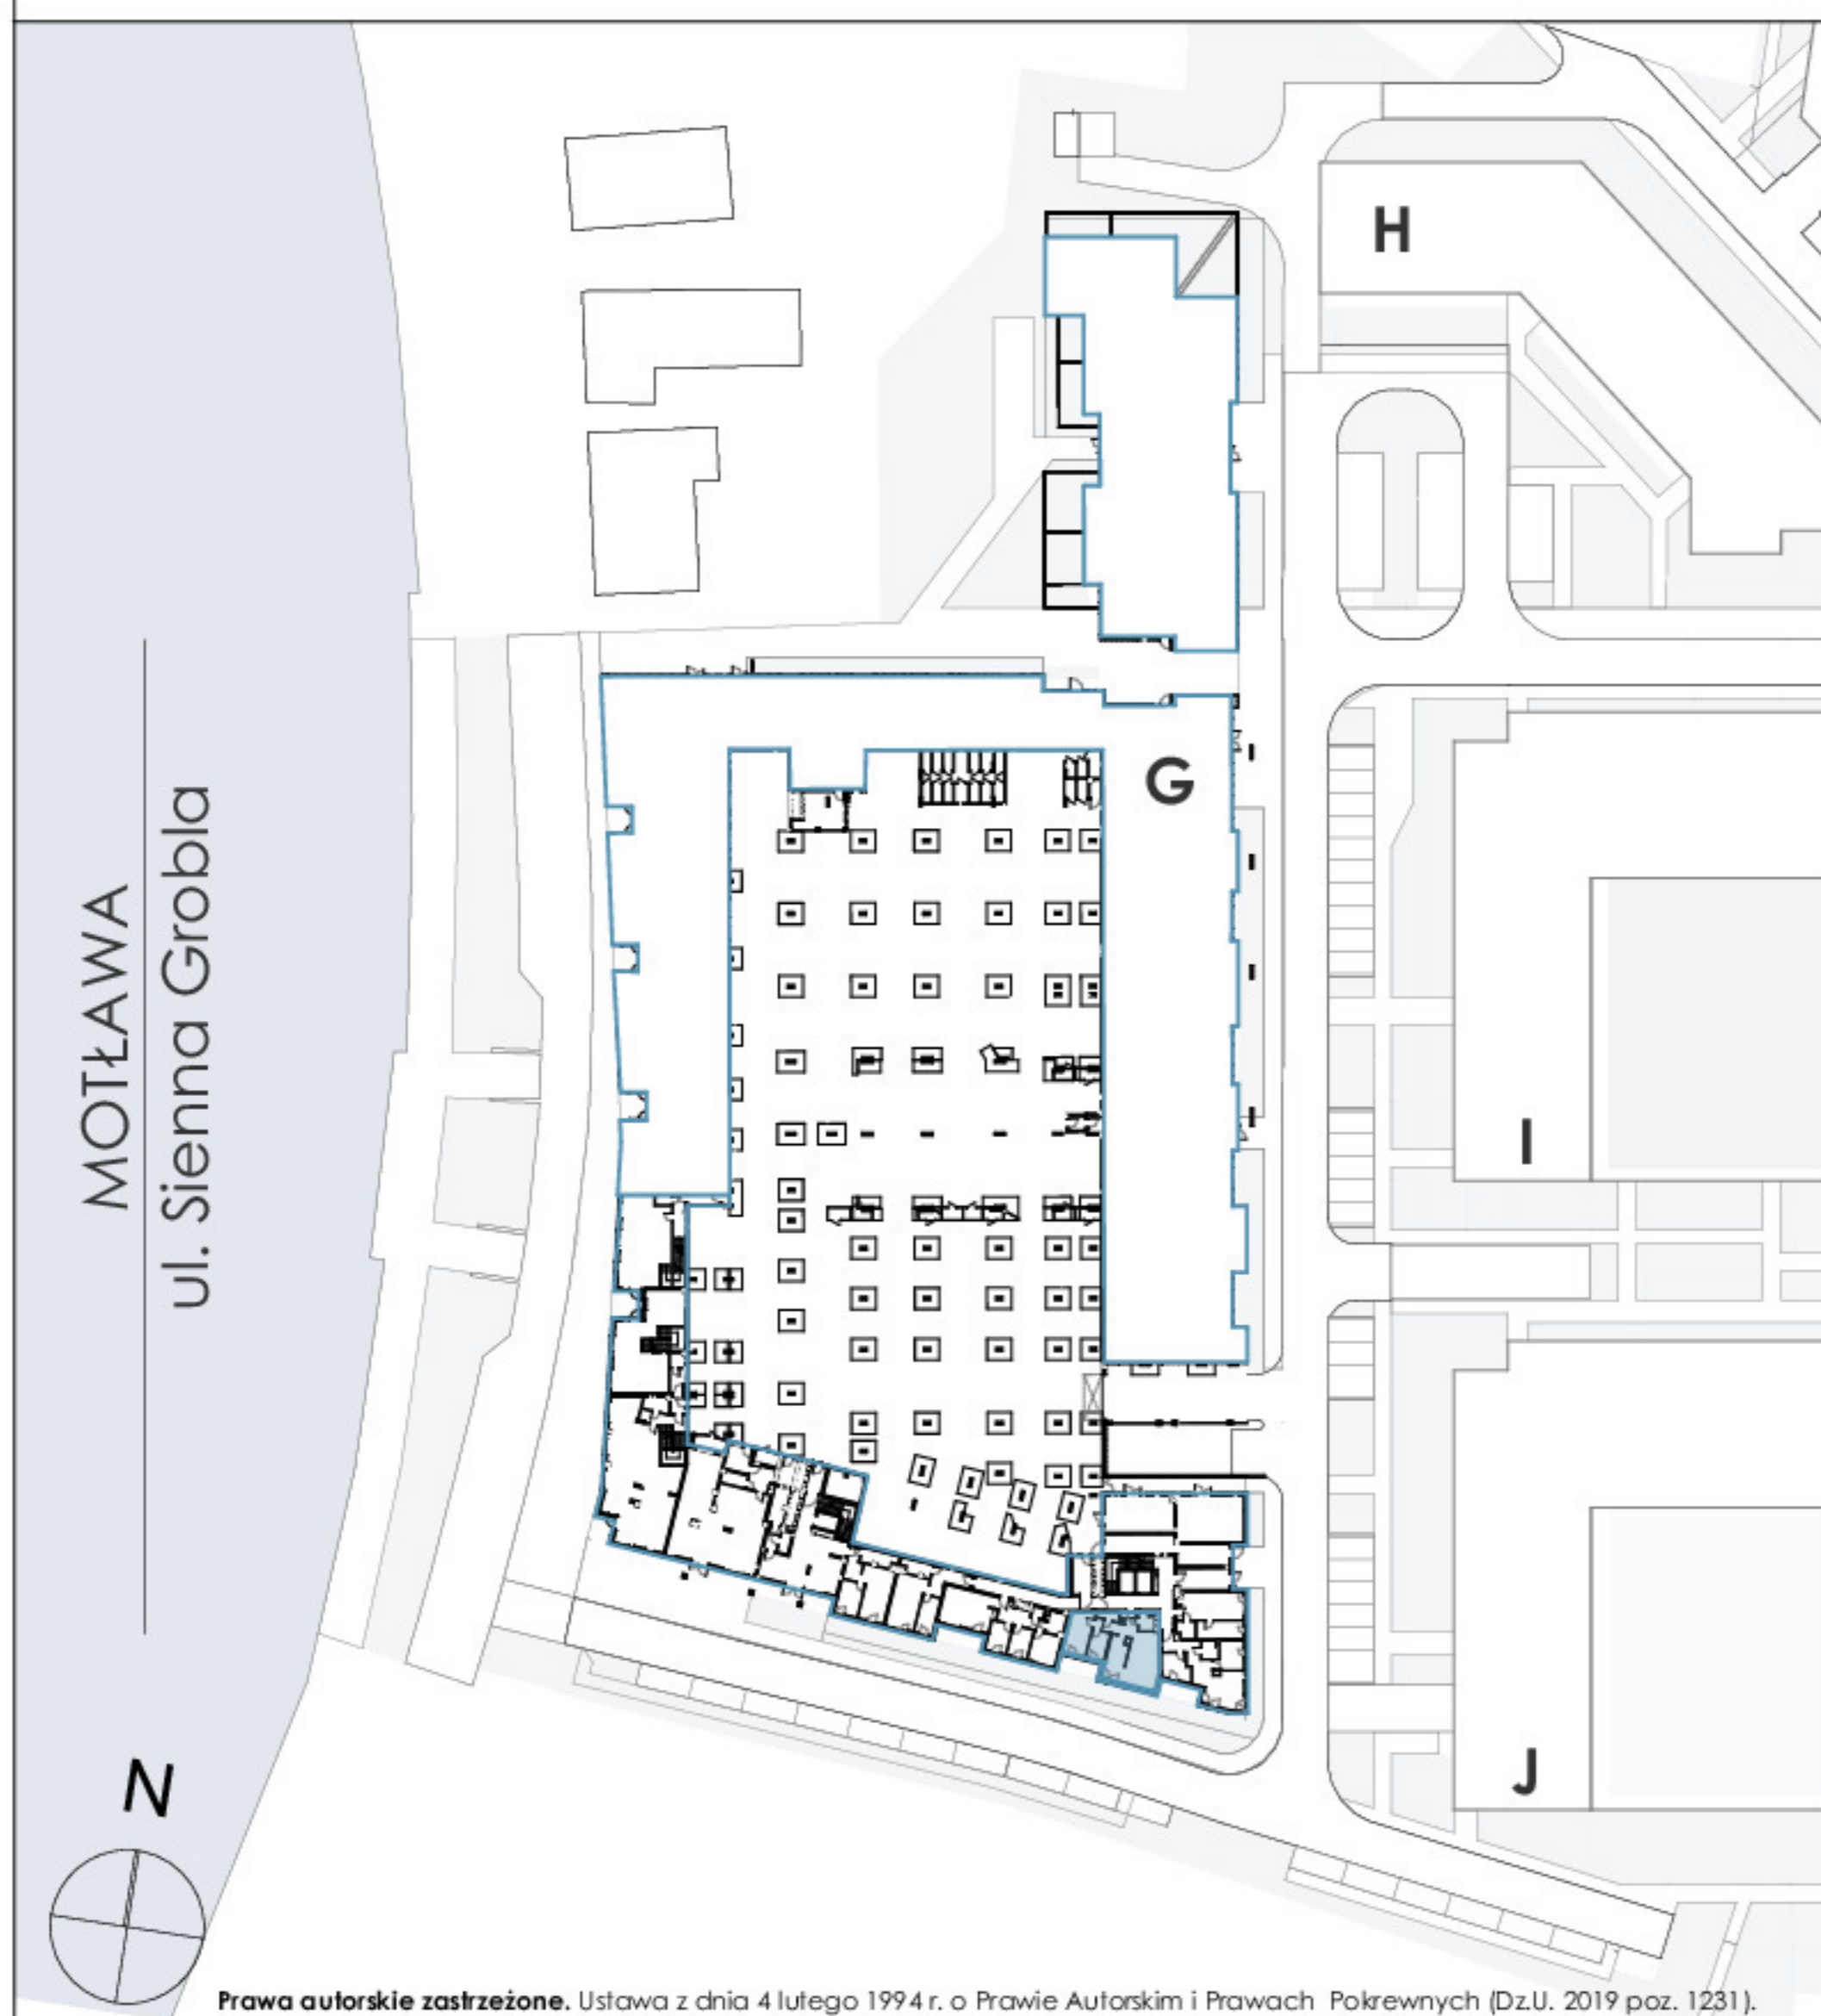 H
G
MOTŁAWA
ul. Sienna Grobla
I
J
N
Prawa autorskie zastrzeżone. Ustawa z dnia 4 lutego 1994 r. o Prawie Autorskim i Prawach Pokrewnych (Dz.U. 2019 poz. 1231).